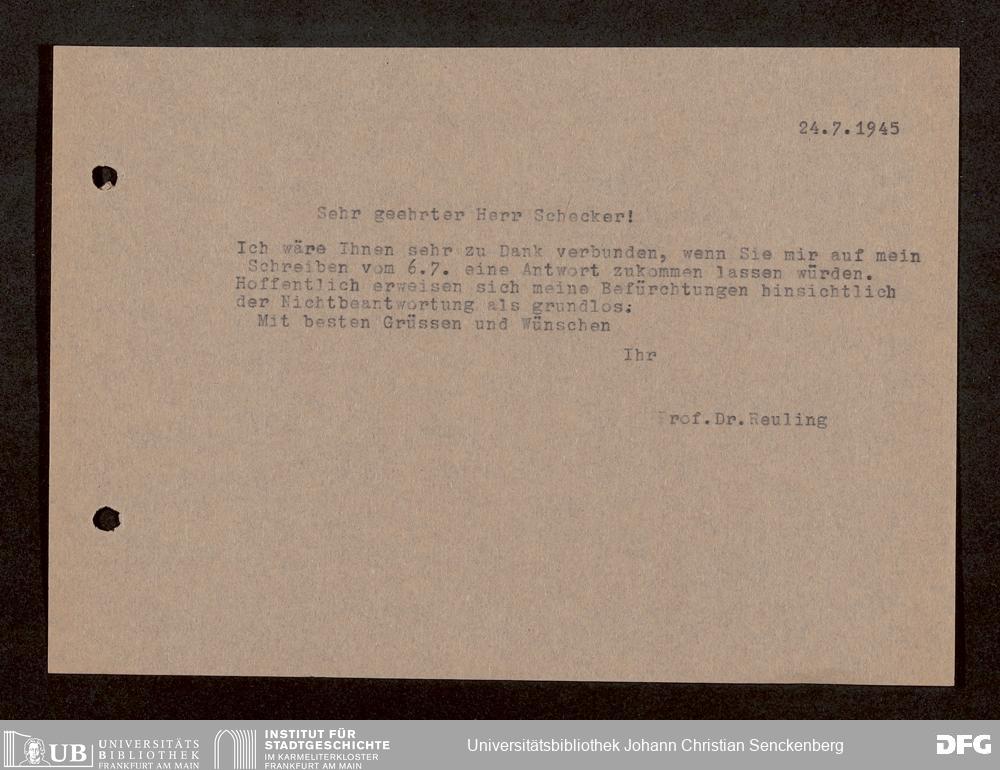 24.7.1945
Sehr geehrter Herr Schecker!
Ich wäre Ihnen sehr zu Dank verbunden, wenn Sie mir auf mein
Schreiben vom 6.7. eine Antwort zukommen lassen würden.
Hoffentlich erweisen sich meine Befürchtungen hinsichtlich
der Nichtbeantwortung als grundlos.
Mit besten Grüssen und Wünschen
Ihr
Prof.Dr.Reuling
UB UNIVERSITÄTS
BIBLIOTHEK
FRANKFURT AM MAIN
INSTITUT FÜR
STADTGESCHICHTE
IM KARMELITERKLOSTER
FRANKFURT AM MAIN
Universitätsbibliothek Johann Christian Senckenberg
DFG